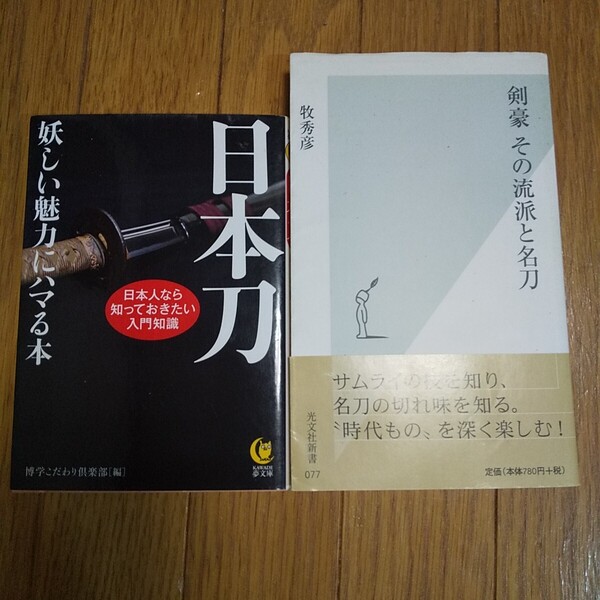 日本刀
妖しい魅力にハマる本
日本人なら
知っておきたい
入門知識
博学こだわり倶楽部[編]
KAWADE
夢文庫
剣豪 その流派と名刀
牧秀彦
サムライの技を知り、
名刀の切れ味を知る。
〝時代もの〟を深く楽しむ!
光文社新書
077
定価(本体780円+税)